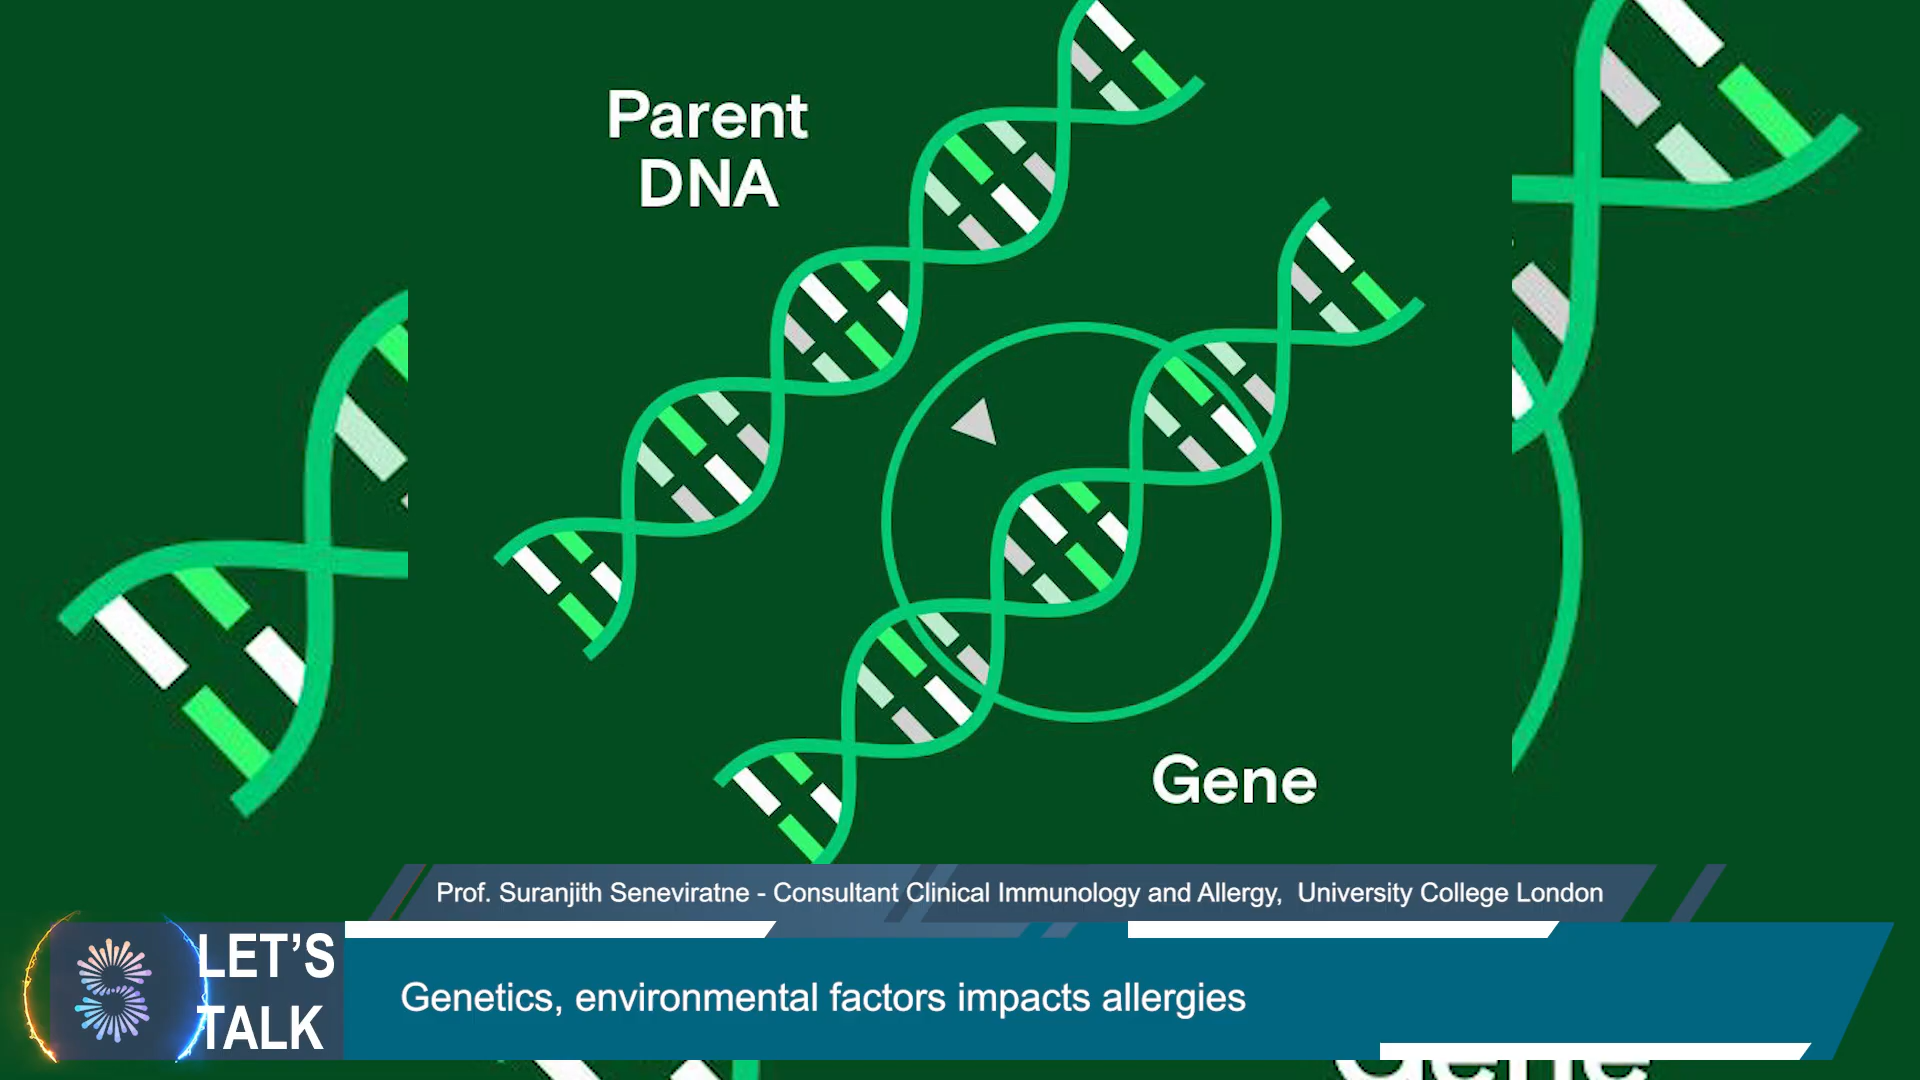 Parent
DNA
Gene
Prof. Suranjith Seneviratne - Consultant Clinical Immunology and Allergy,  University College London
LET’S
TALK
Genetics, environmental factors impacts allergies
Gene